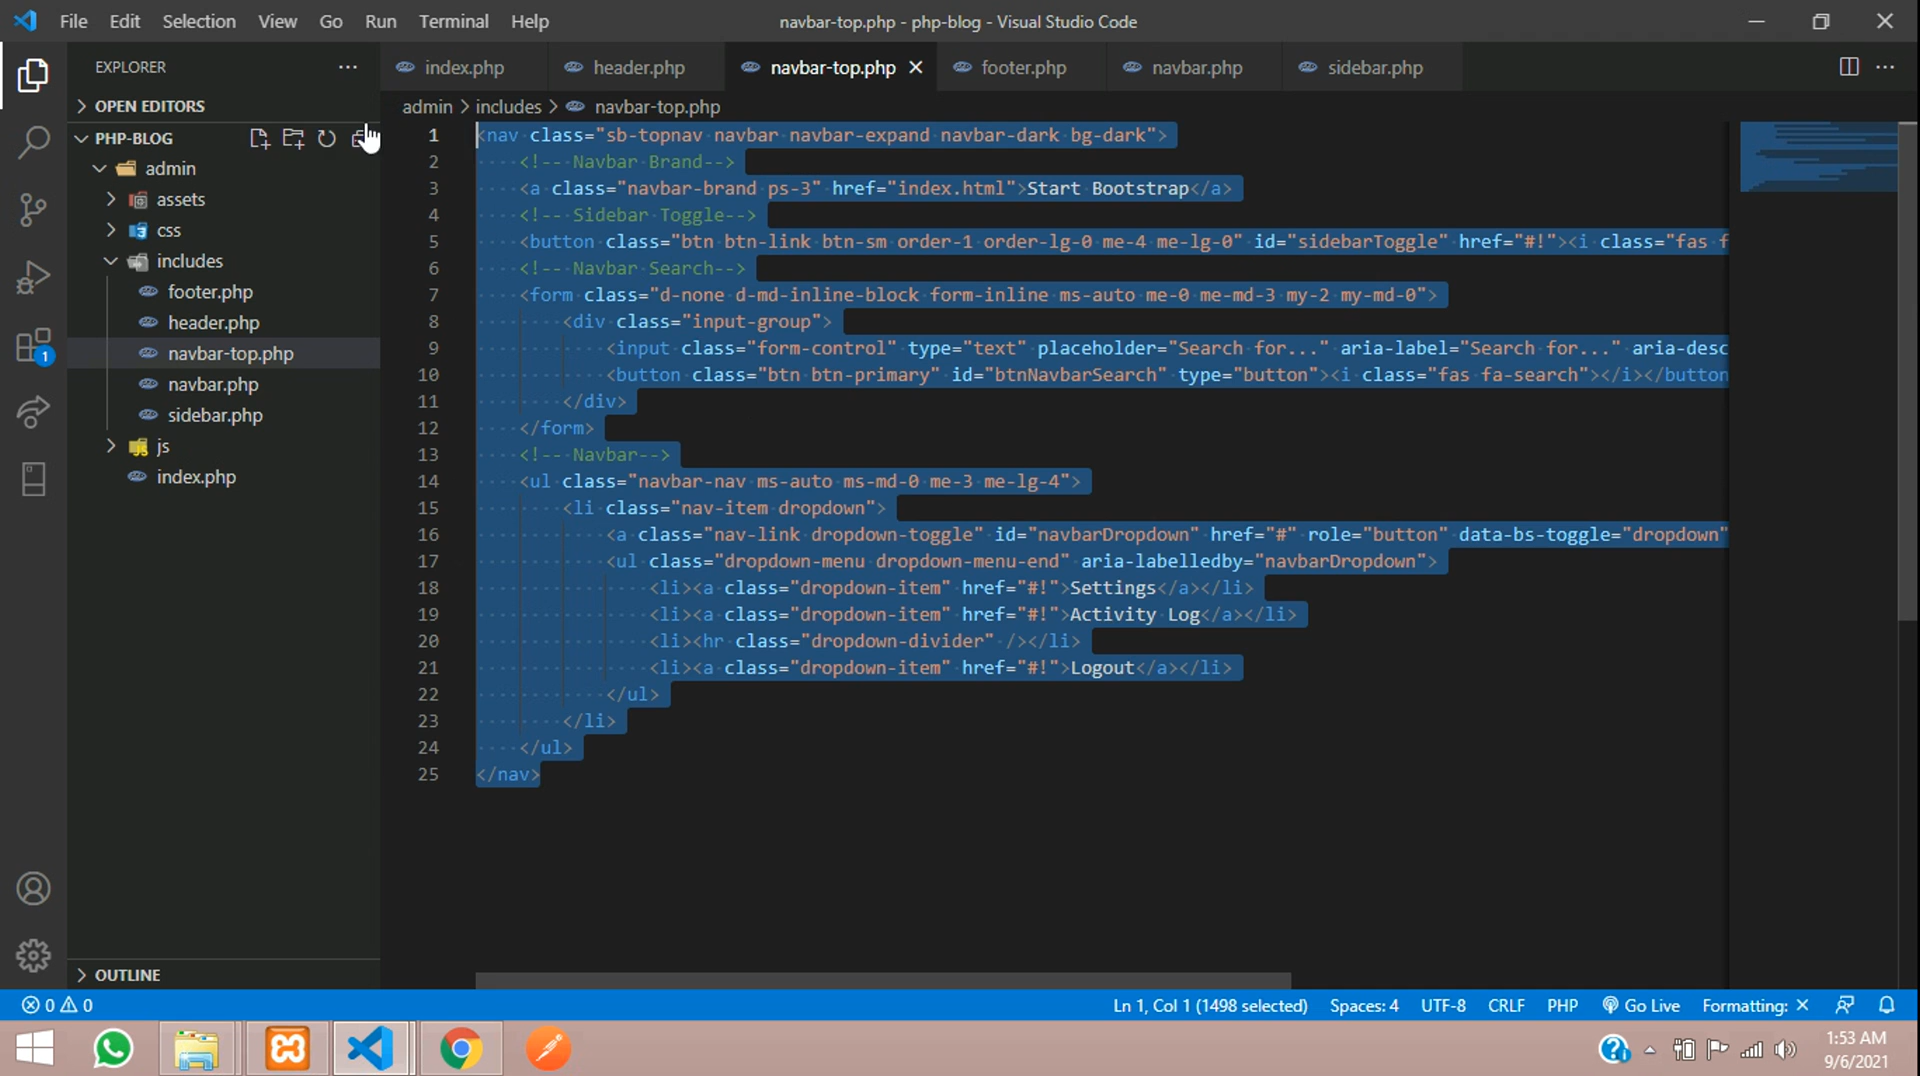 File Edit Selection View Go Run Terminal Help navbar-top.php - php-blog - Visual Studio Code
EXPLORER
index.php header.php navbar-top.php footer.php navbar.php sidebar.php
OPEN EDITORS
admin > includes > navbar-top.php
PHP-BLOG
admin
assets
css
includes
footer.php
header.php
navbar-top.php
navbar.php
sidebar.php
js
index.php
OUTLINE
1 <nav class="sb-topnav navbar navbar-expand navbar-dark bg-dark">
2 <!-- Navbar Brand-->
3 <a class="navbar-brand ps-3" href="index.html">Start Bootstrap</a>
4 <!-- Sidebar Toggle-->
5 <button class="btn btn-link btn-sm order-1 order-lg-0 me-4 me-lg-0" id="sidebarToggle" href="#!"><i class="fas f
6 <!-- Navbar Search-->
7 <form class="d-none d-md-inline-block form-inline ms-auto me-0 me-md-3 my-2 my-md-0">
8 <div class="input-group">
9 <input class="form-control" type="text" placeholder="Search for..." aria-label="Search for..." aria-desc
10 <button class="btn btn-primary" id="btnNavbarSearch" type="button"><i class="fas fa-search"></i></button
11 </div>
12 </form>
13 <!-- Navbar-->
14 <ul class="navbar-nav ms-auto ms-md-0 me-3 me-lg-4">
15 <li class="nav-item dropdown">
16 <a class="nav-link dropdown-toggle" id="navbarDropdown" href="#" role="button" data-bs-toggle="dropdown"
17 <ul class="dropdown-menu dropdown-menu-end" aria-labelledby="navbarDropdown">
18 <li><a class="dropdown-item" href="#!">Settings</a></li>
19 <li><a class="dropdown-item" href="#!">Activity Log</a></li>
20 <li><hr class="dropdown-divider" /></li>
21 <li><a class="dropdown-item" href="#!">Logout</a></li>
22 </ul>
23 </li>
24 </ul>
25 </nav>
0 0 Ln 1, Col 1 (1498 selected) Spaces: 4 UTF-8 CRLF PHP Go Live Formatting: ×
1
1:53 AM
9/6/2021